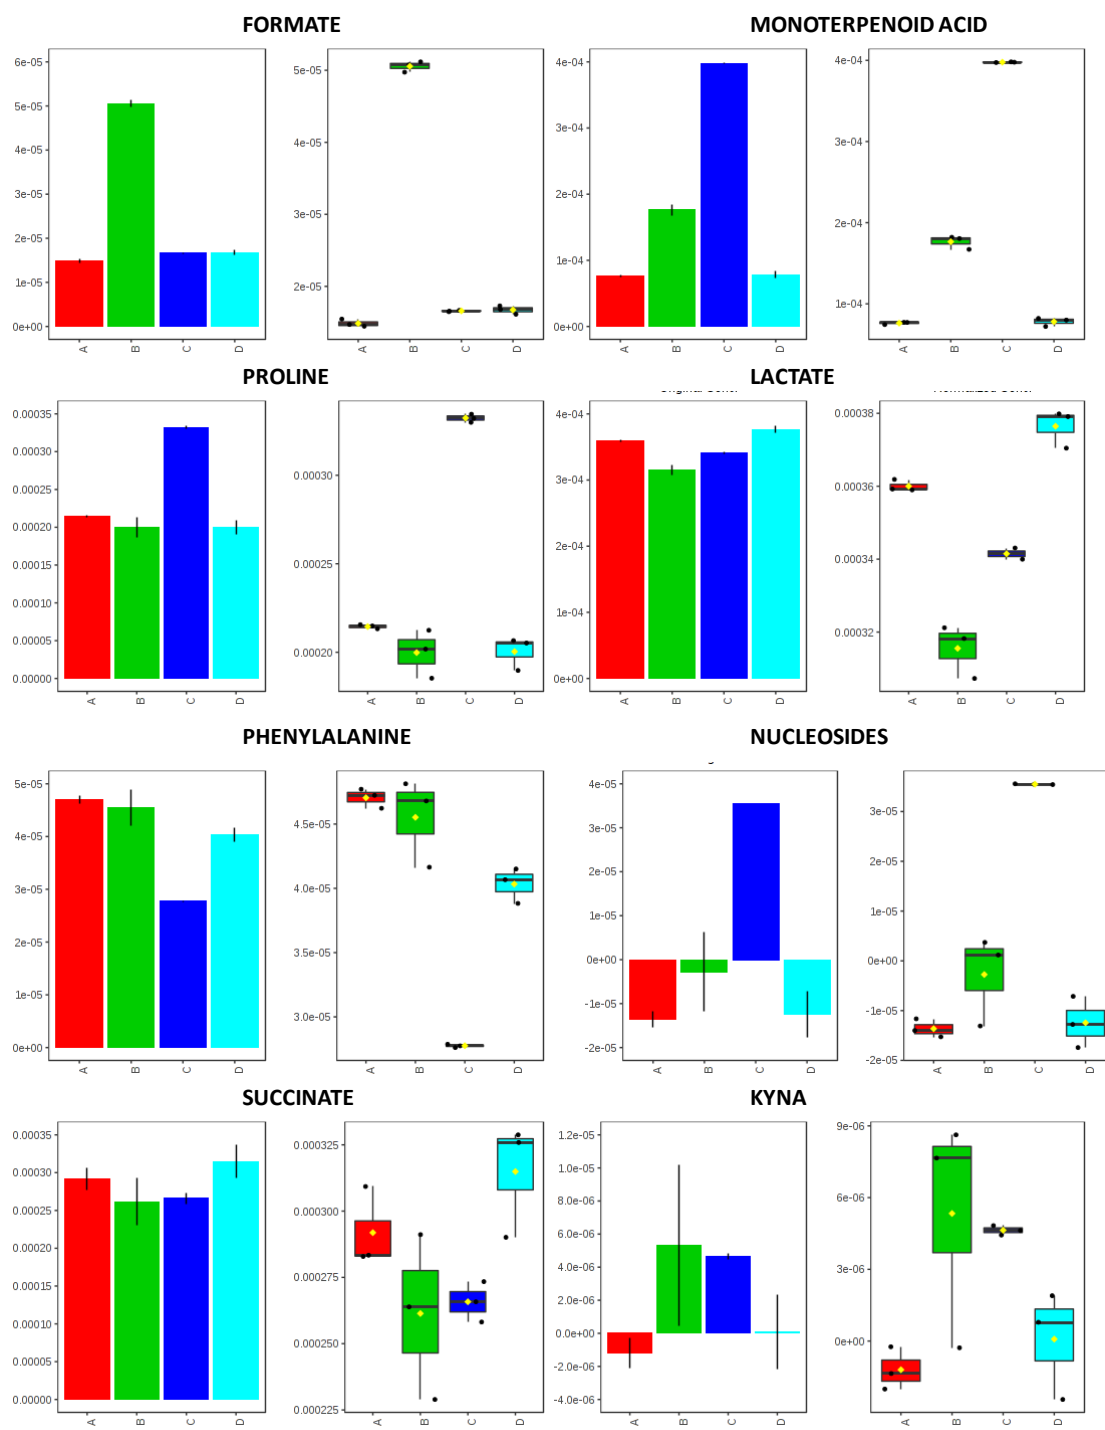 FORMATE MONOTERPENOID ACID
6e-05
5e-05
4e-05
3e-05
2e-05
1e-05
0e+00
A B C D
5e-05
4e-05
3e-05
2e-05
A B C D
4e-04
3e-04
2e-04
1e-04
0e+00
A B C D
4e-04
3e-04
2e-04
1e-04
A B C D
PROLINE LACTATE
0.00035
0.00030
0.00025
0.00020
0.00015
0.00010
0.00005
0.00000
A B C D
0.00030
0.00025
0.00020
A B C D
4e-04
3e-04
2e-04
1e-04
0e+00
A B C D
0.00038
0.00036
0.00034
0.00032
A B C D
PHENYLALANINE NUCLEOSIDES
5e-05
4e-05
3e-05
2e-05
1e-05
0e+00
A B C D
4.5e-05
4.0e-05
3.5e-05
3.0e-05
A B C D
4e-05
3e-05
2e-05
1e-05
0e+00
-1e-05
-2e-05
A B C D
3e-05
2e-05
1e-05
0e+00
-1e-05
-2e-05
A B C D
SUCCINATE KYNA
0.00035
0.00030
0.00025
0.00020
0.00015
0.00010
0.00005
0.00000
A B C D
0.000325
0.000300
0.000275
0.000250
0.000225
A B C D
1.2e-05
1.0e-05
8.0e-06
6.0e-06
4.0e-06
2.0e-06
0.0e+00
-2.0e-06
-4.0e-06
A B C D
9e-06
6e-06
3e-06
0e+00
A B C D